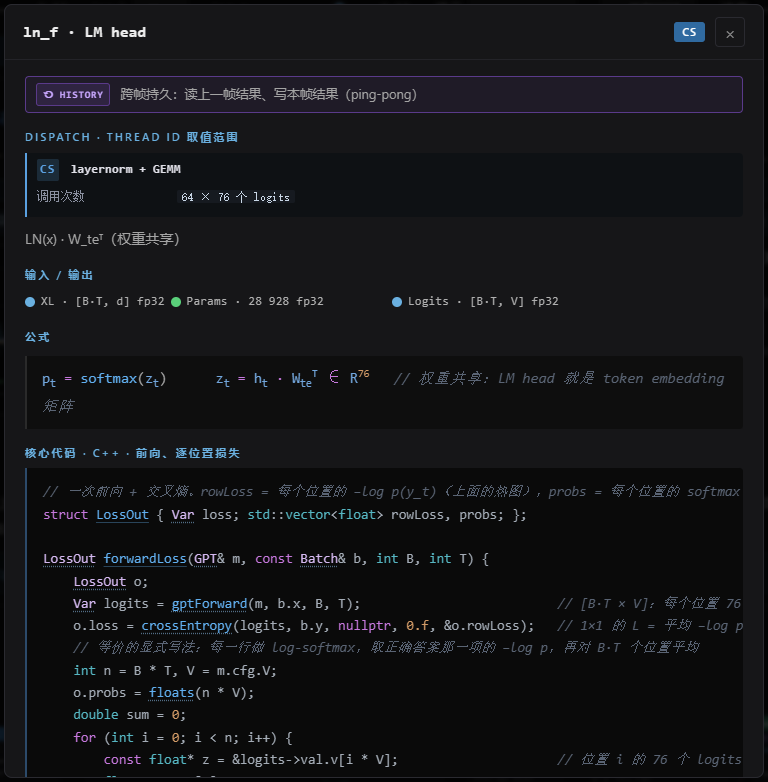 ln_f · LM head
CS
×
HISTORY 跨帧持久：读上一帧结果、写本帧结果（ping-pong）
DISPATCH · THREAD ID 取值范围
CS layernorm + GEMM
调用次数 64 × 76 个 logits
LN(x) · W_teᵀ（权重共享）
输入 / 输出
XL · [B·T, d] fp32 Params · 28 928 fp32 Logits · [B·T, V] fp32
公式
pₜ = softmax(zₜ) zₜ = hₜ · W_teᵀ ∈ R⁷⁶ // 权重共享：LM head 就是 token embedding
矩阵
核心代码 · C++ · 前向、逐位置损失
// 一次前向 + 交叉熵。rowLoss = 每个位置的 −log p(y_t)（上面的热图），probs = 每个位置的 softmax
struct LossOut { Var loss; std::vector<float> rowLoss, probs; };
LossOut forwardLoss(GPT& m, const Batch& b, int B, int T) {
LossOut o;
Var logits = gptForward(m, b.x, B, T); // [B·T × V]：每个位置 76
o.loss = crossEntropy(logits, b.y, nullptr, 0.f, &o.rowLoss); // 1×1 的 L = 平均 −log p
// 等价的显式写法：每一行做 log-softmax，取正确答案那一项的 −log p，再对 B·T 个位置平均
int n = B * T, V = m.cfg.V;
o.probs = floats(n * V);
double sum = 0;
for (int i = 0; i < n; i++) {
const float* z = &logits->val.v[i * V]; // 位置 i 的 76 个 logits